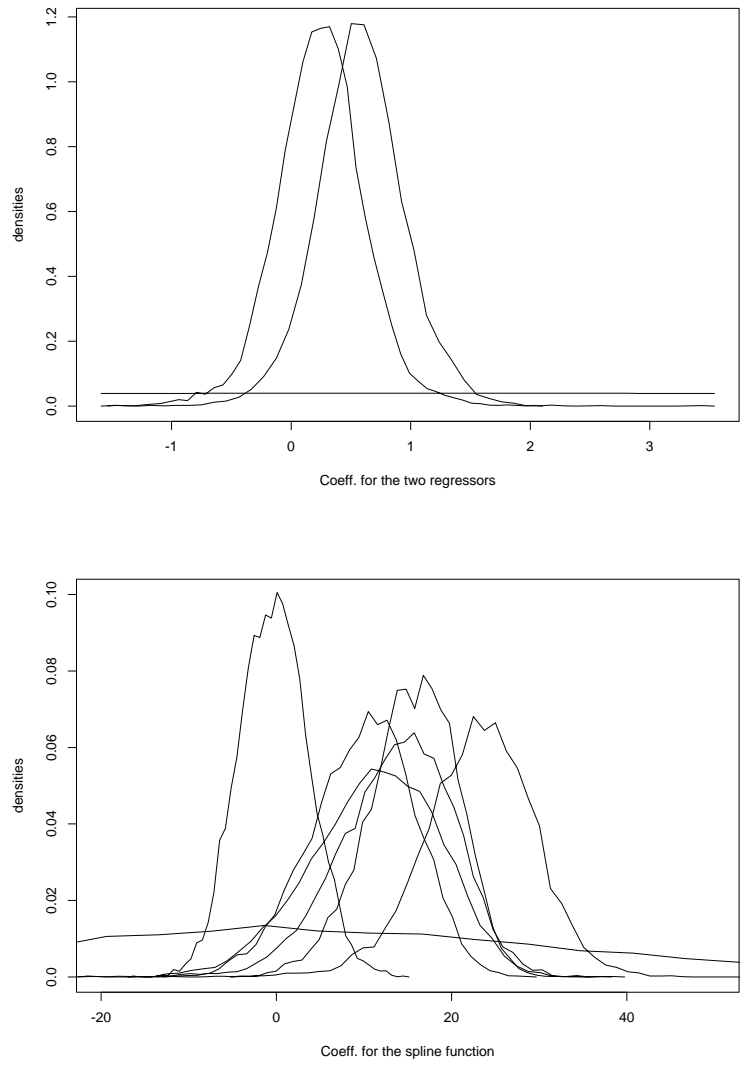 1.2
1.0
0.8
0.6
0.4
0.2
0.0
densities
-1 0 1 2 3
Coeff. for the two regressors
0.10
0.08
0.06
0.04
0.02
0.0
densities
-20 0 20 40
Coeff. for the spline function